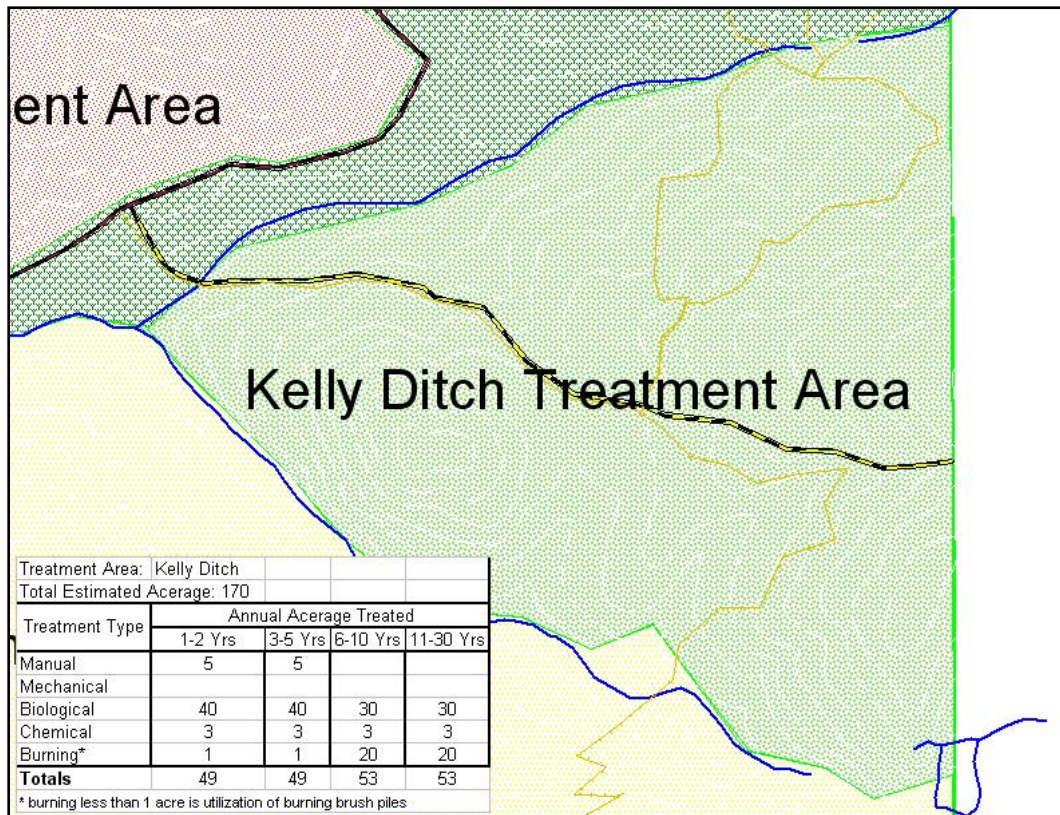 ent Area
Kelly Ditch Treatment Area
Treatment Area: Kelly Ditch
Total Estimated Acerage: 170
Treatment Type Annual Acerage Treated
1-2 Yrs 3-5 Yrs 6-10 Yrs 11-30 Yrs
Manual 5 5
Mechanical
Biological 40 40 30 30
Chemical 3 3 3 3
Burning* 1 1 20 20
Totals 49 49 53 53
* burning less than 1 acre is utilization of burning brush piles